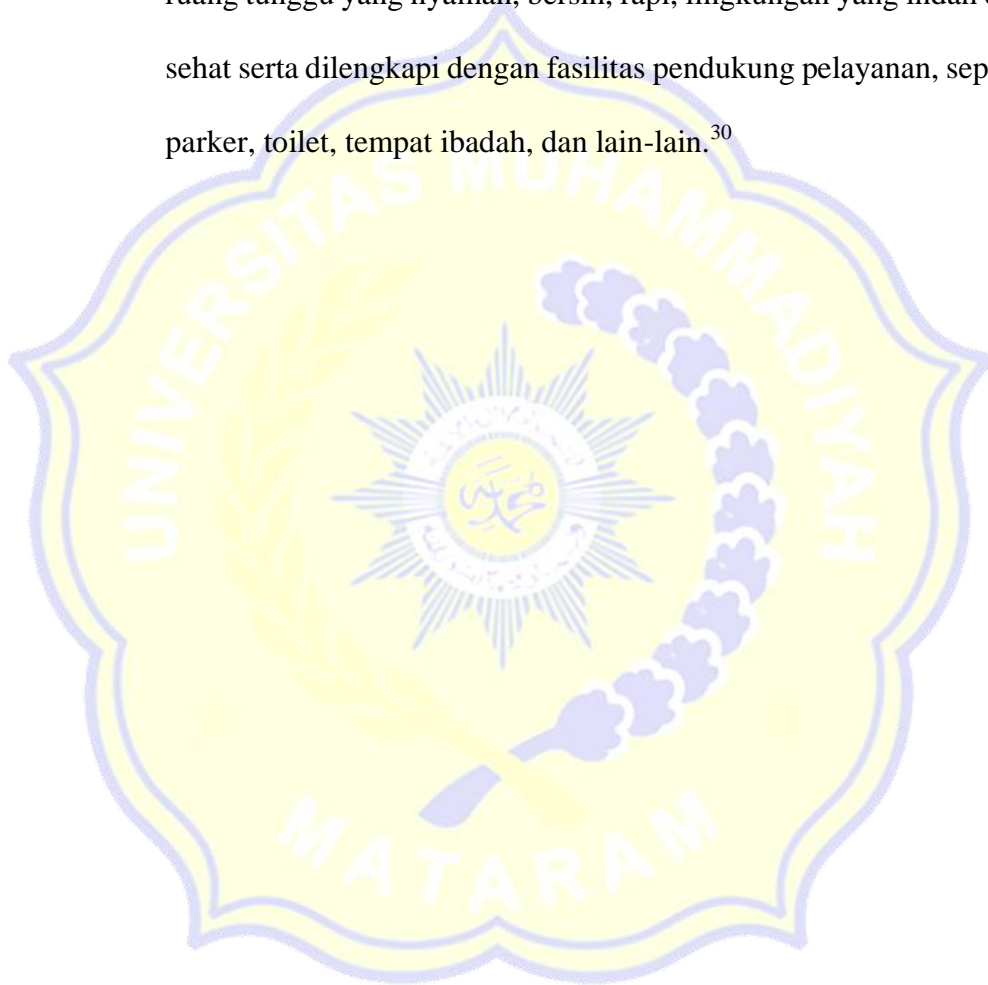 ruang tunggu yang nyaman, bersih, rapi, lingkungan yang indah
sehat serta dilengkapi dengan fasilitas pendukung pelayanan, sep
parker, toilet, tempat ibadah, dan lain-lain.30
UNIVERSITAS MUHAMMADIYAH
MATARAM